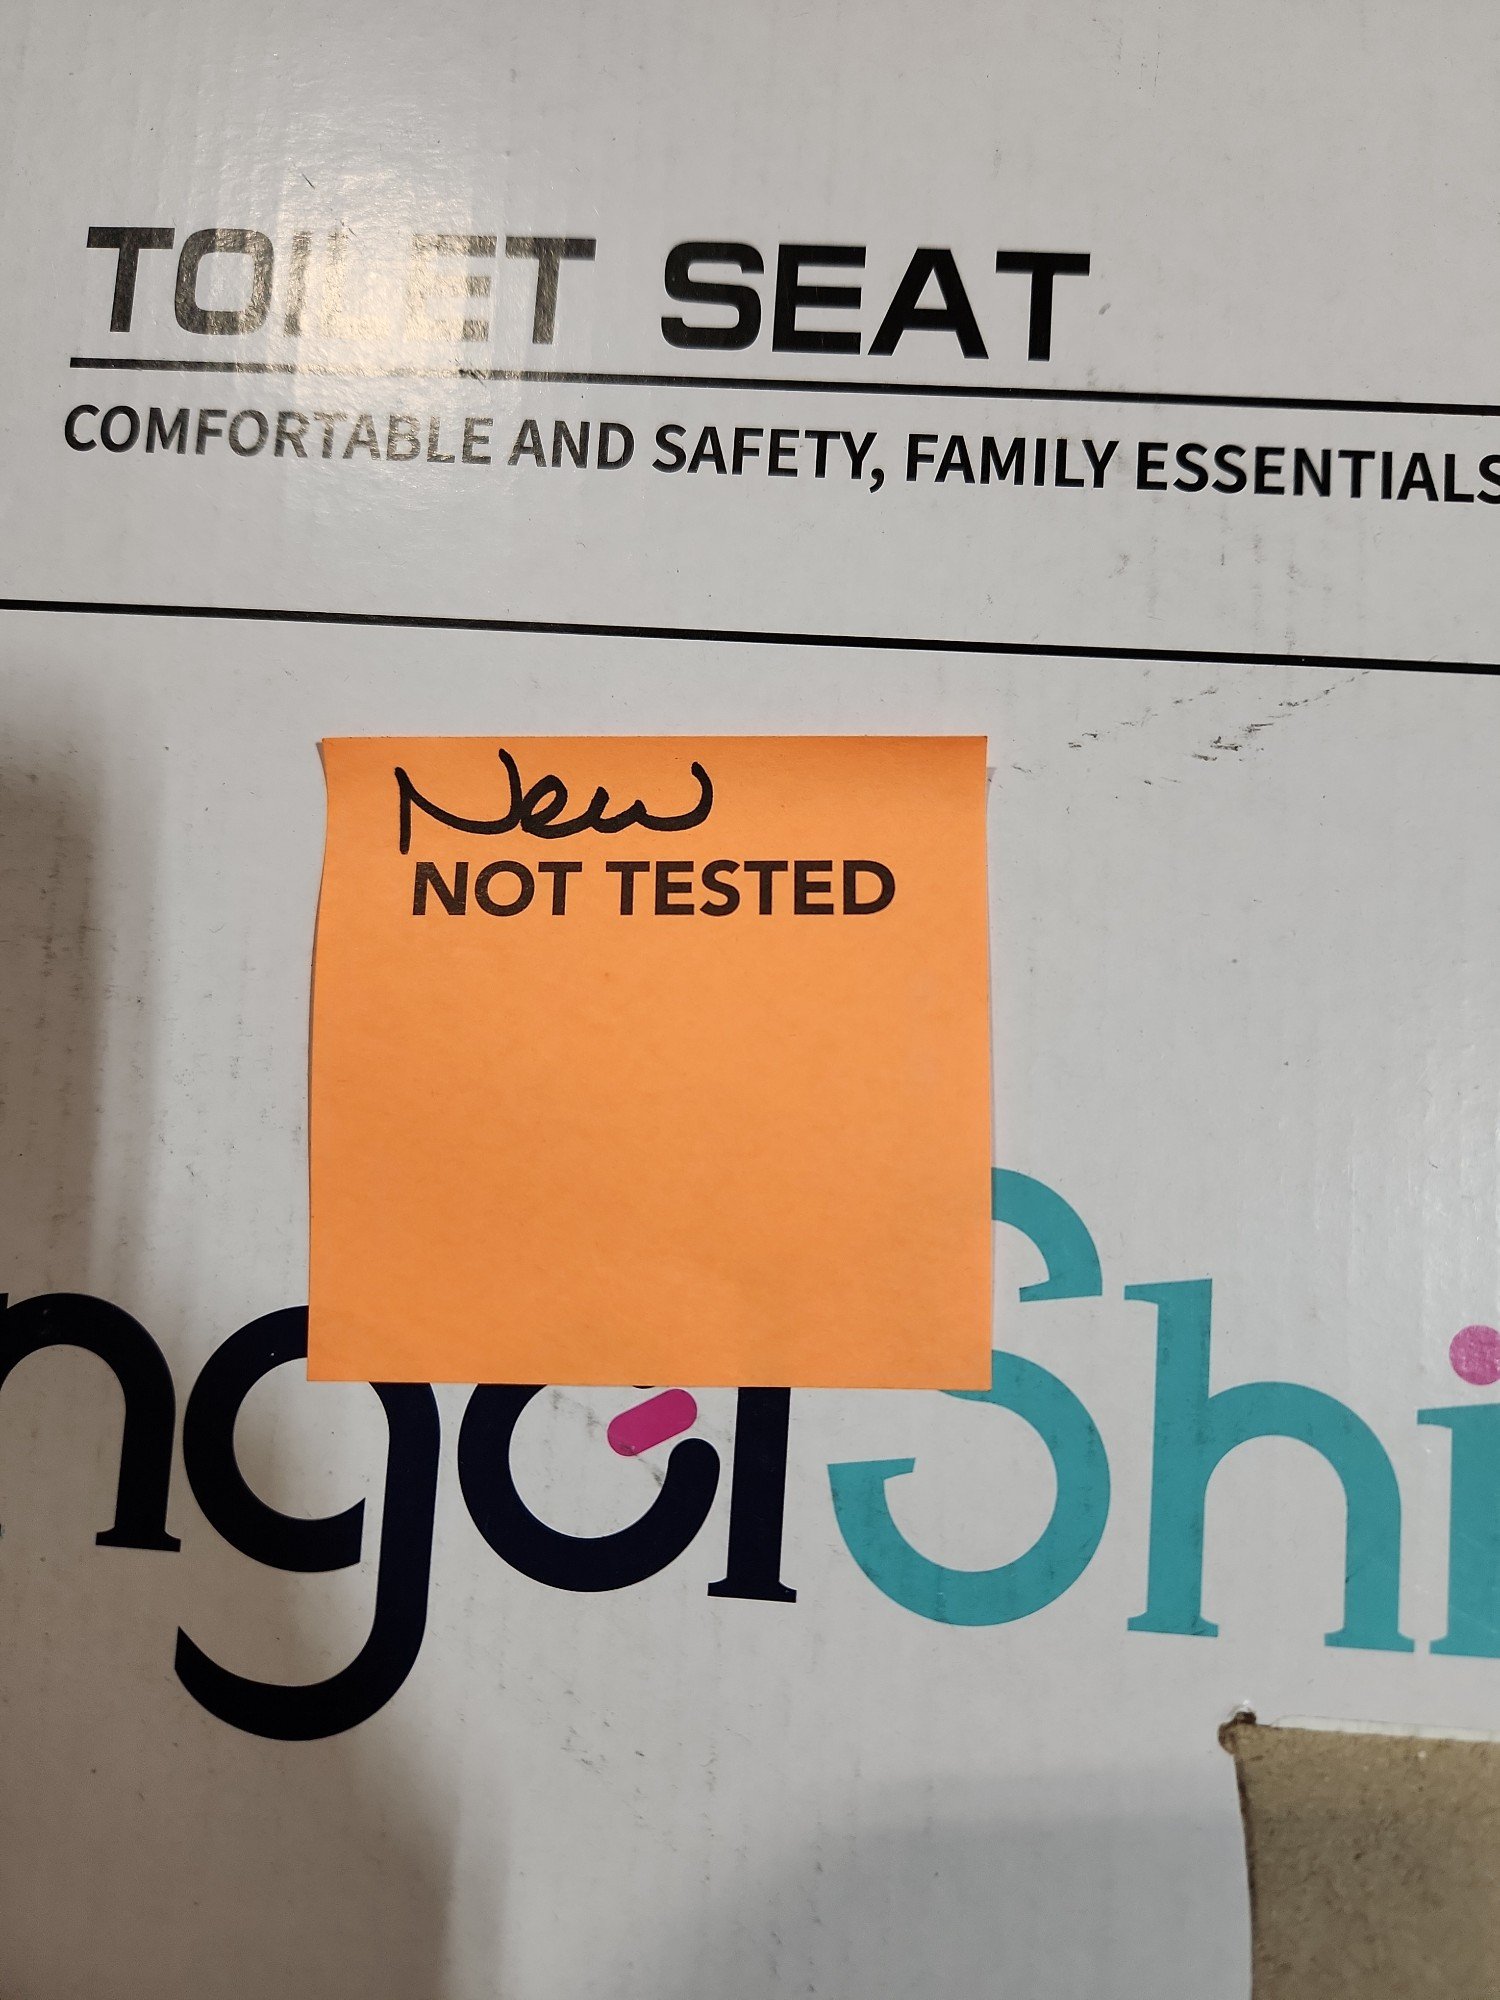 TOILET SEAT
COMFORTABLE AND SAFETY, FAMILY ESSENTIALS
New
NOT TESTED